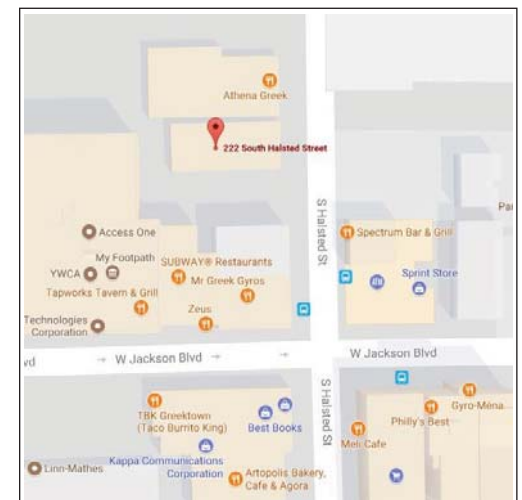 Athena Greek
222 South Halsted Street
S Halsted St
Access One
Spectrum Bar & Grill
My Footpath
SUBWAY® Restaurants
YWCA
Mr Greek Gyros
Sprint Store
Tapworks Tavern & Grill
Zeus
Technologies
Corporation
W Jackson Blvd
W Jackson Blvd
S Halsted St
TBK Greektown
(Taco Burrito King)
Best Books
Philly's Best
Gyro-Mena
Meli Cafe
Kappa Communications
Corporation
Linn-Mathes
Artopolis Bakery,
Cafe & Agora